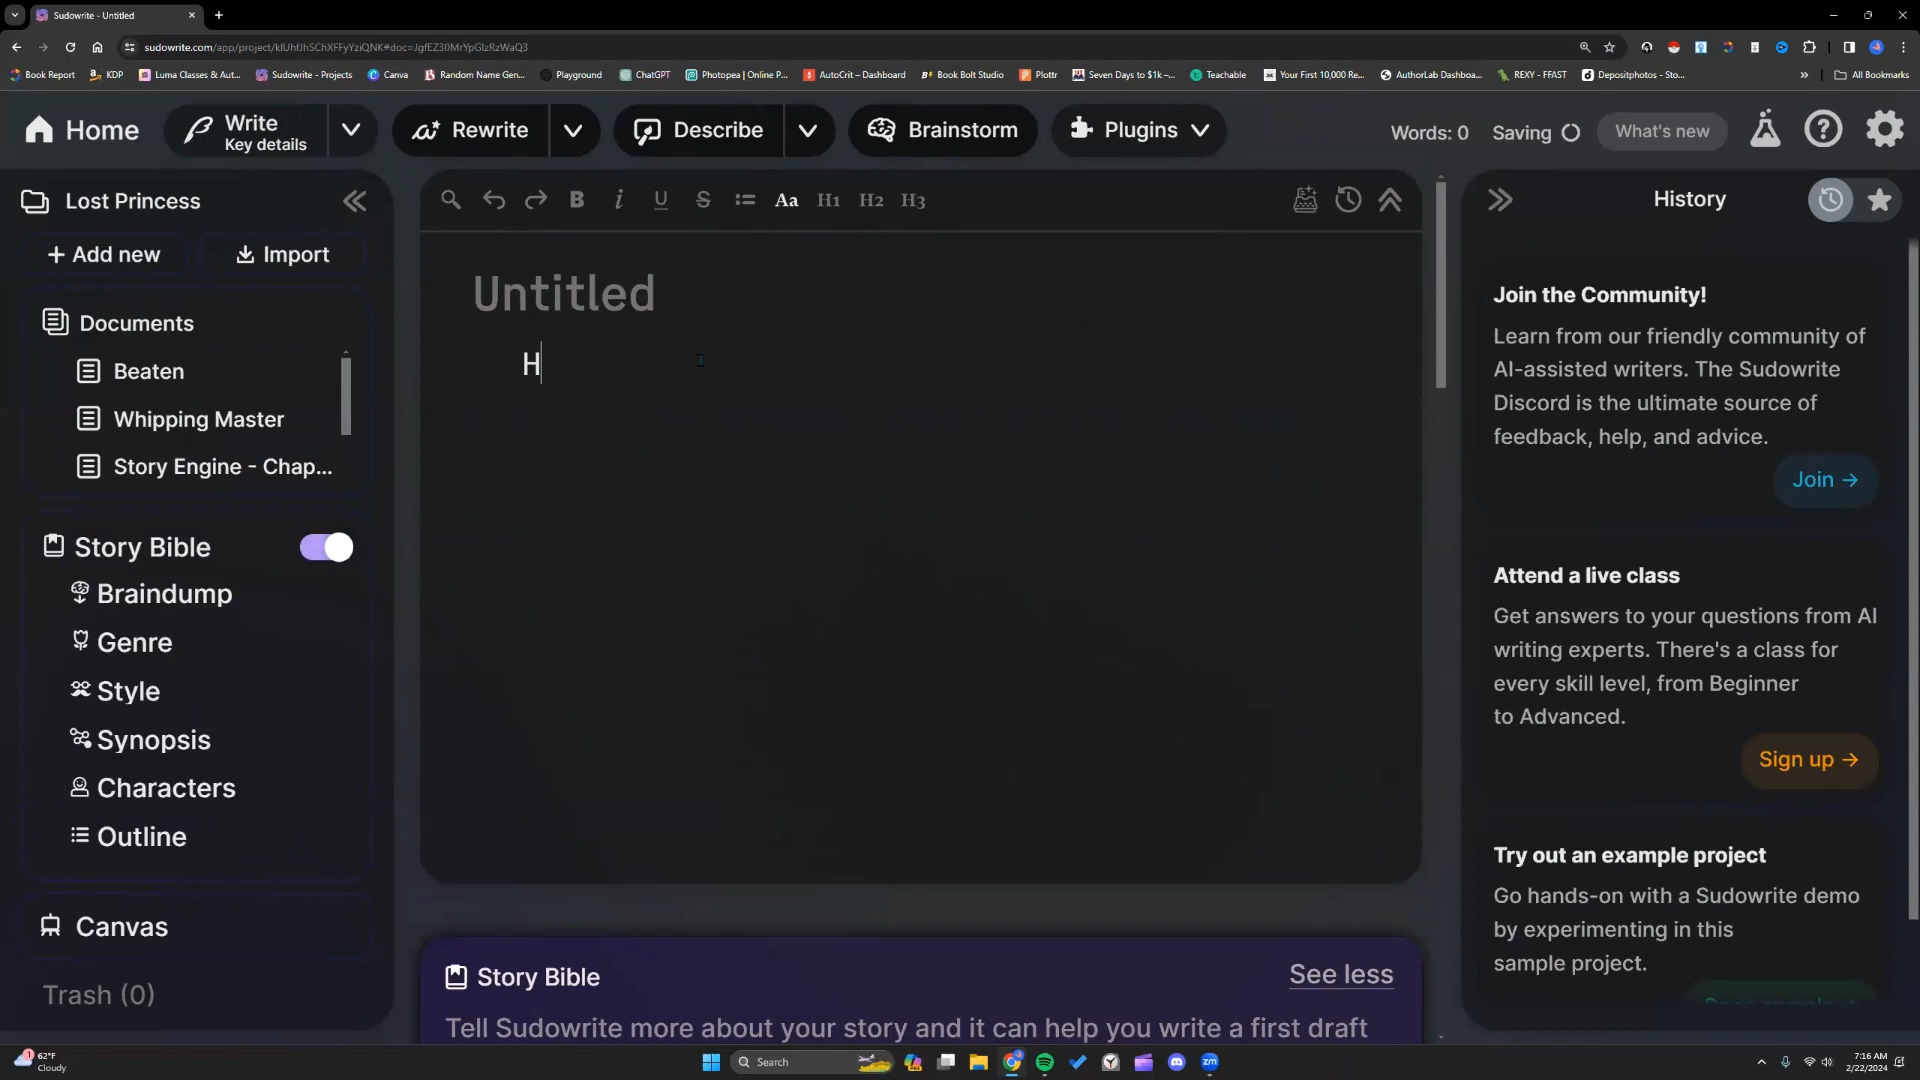 Sudowrite - Untitled
sudowrite.com/app/project/
Book Report
KDP
Luma Classes & Aut...
Sudowrite - Projects
Canva
Random Name Gen...
Playground
ChatGPT
Photopea | Online P...
AutoCrit – Dashboard
Book Bolt Studio
Plottr
Seven Days to $1k –...
Teachable
Your First 10,000 Re...
AuthorLab Dashboa...
REXY - FFAST
Depositphotos - Sto...
All Bookmarks
Home
Write
Key details
Rewrite
Describe
Brainstorm
Plugins
Words: 0
Saving
What's new
Lost Princess
+ Add new
Import
Documents
Beaten
Whipping Master
Story Engine - Chap...
Story Bible
Braindump
Genre
Style
Synopsis
Characters
Outline
Canvas
Trash (0)
B i U S Aa H1 H2 H3
Untitled
H
Story Bible
See less
Tell Sudowrite more about your story and it can help you write a first draft
History
Join the Community!
Learn from our friendly community of
AI-assisted writers. The Sudowrite
Discord is the ultimate source of
feedback, help, and advice.
Join →
Attend a live class
Get answers to your questions from AI
writing experts. There's a class for
every skill level, from Beginner
to Advanced.
Sign up →
Try out an example project
Go hands-on with a Sudowrite demo
by experimenting in this
sample project.
62°F
Cloudy
Search
zm
7:16 AM
2/22/2024